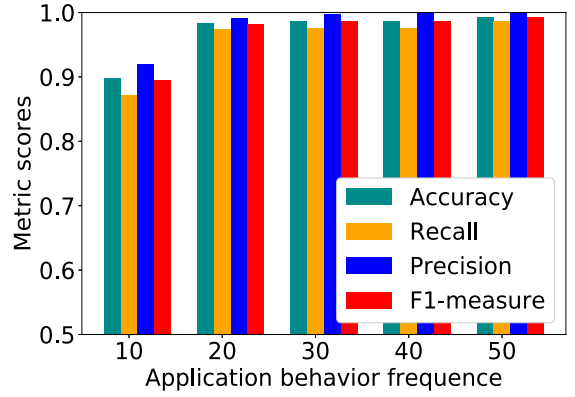 1.0
0.9
0.8
0.7
0.6
0.5
Metric scores
Accuracy
Recall
Precision
F1-measure
10 20 30 40 50
Application behavior frequence